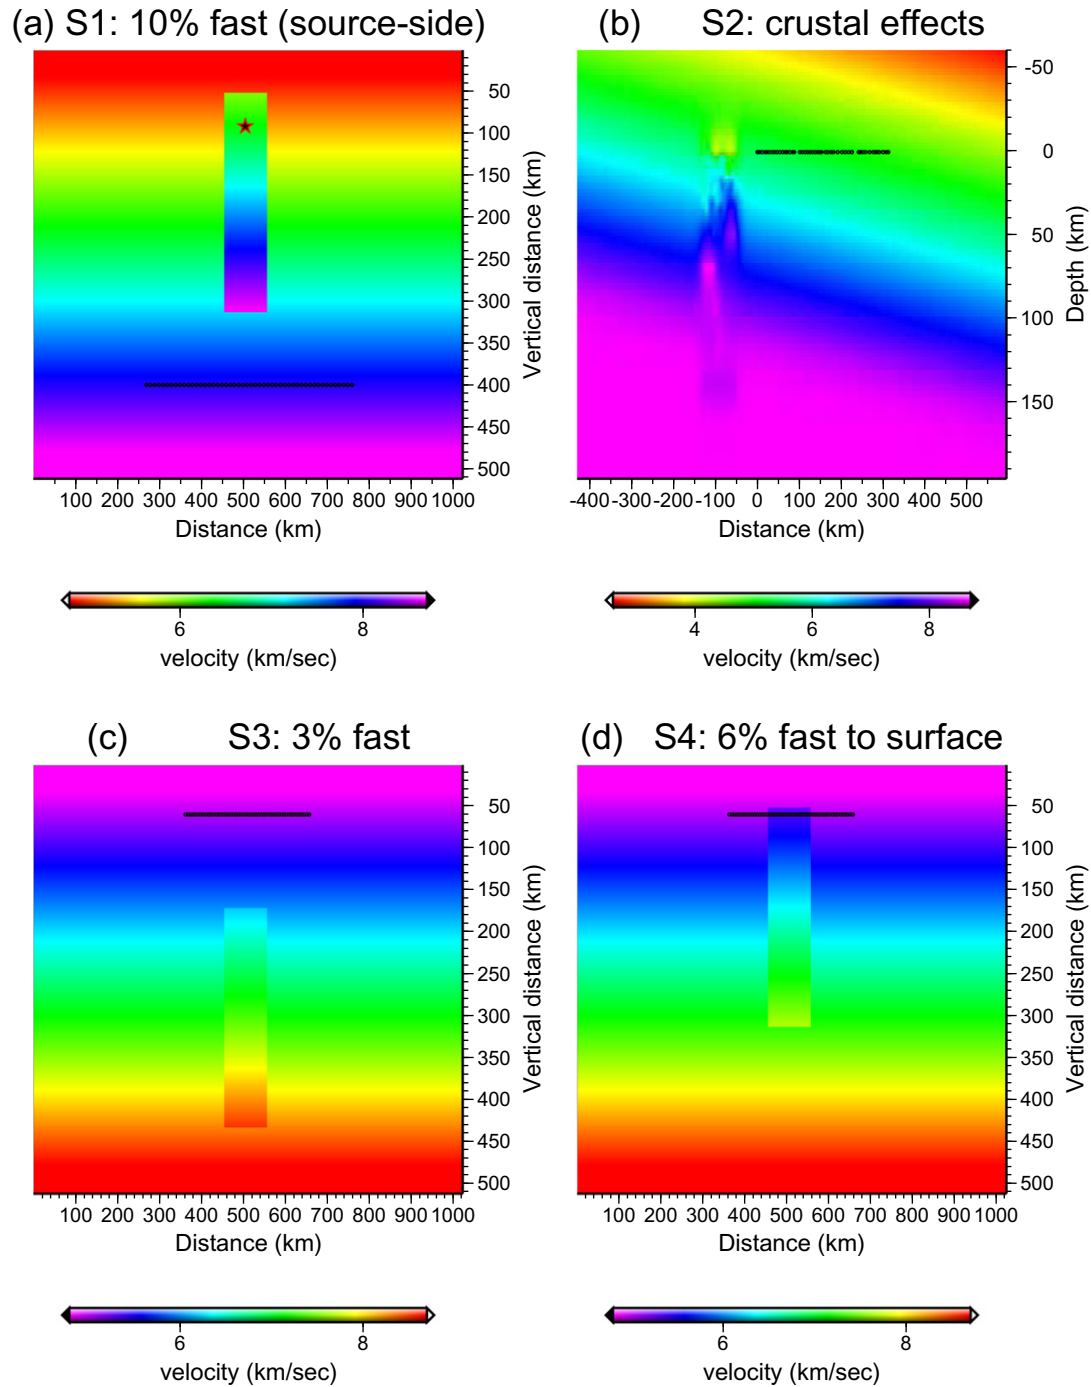 (a) S1: 10% fast (source-side)
50
100
150
200
250
300
350
400
450
500
Vertical distance (km)
100 200 300 400 500 600 700 800 900 1000
Distance (km)
6 8
velocity (km/sec)
(b) S2: crustal effects
-50
0
50
100
150
Depth (km)
-400 -300 -200 -100 0 100 200 300 400 500
Distance (km)
4 6 8
velocity (km/sec)
(c) S3: 3% fast
50
100
150
200
250
300
350
400
450
500
Vertical distance (km)
100 200 300 400 500 600 700 800 900 1000
Distance (km)
6 8
velocity (km/sec)
(d) S4: 6% fast to surface
50
100
150
200
250
300
350
400
450
500
Vertical distance (km)
100 200 300 400 500 600 700 800 900 1000
Distance (km)
6 8
velocity (km/sec)